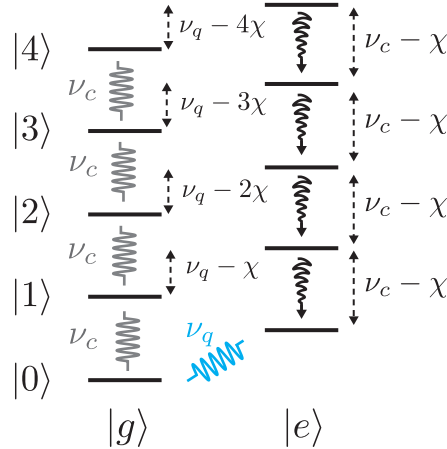 |4⟩ ν_q − 4χ
ν_c ν_c − χ
|3⟩ ν_q − 3χ
ν_c ν_c − χ
|2⟩ ν_q − 2χ
ν_c ν_c − χ
|1⟩ ν_q − χ
ν_c ν_q ν_c − χ
|0⟩
|g⟩ |e⟩